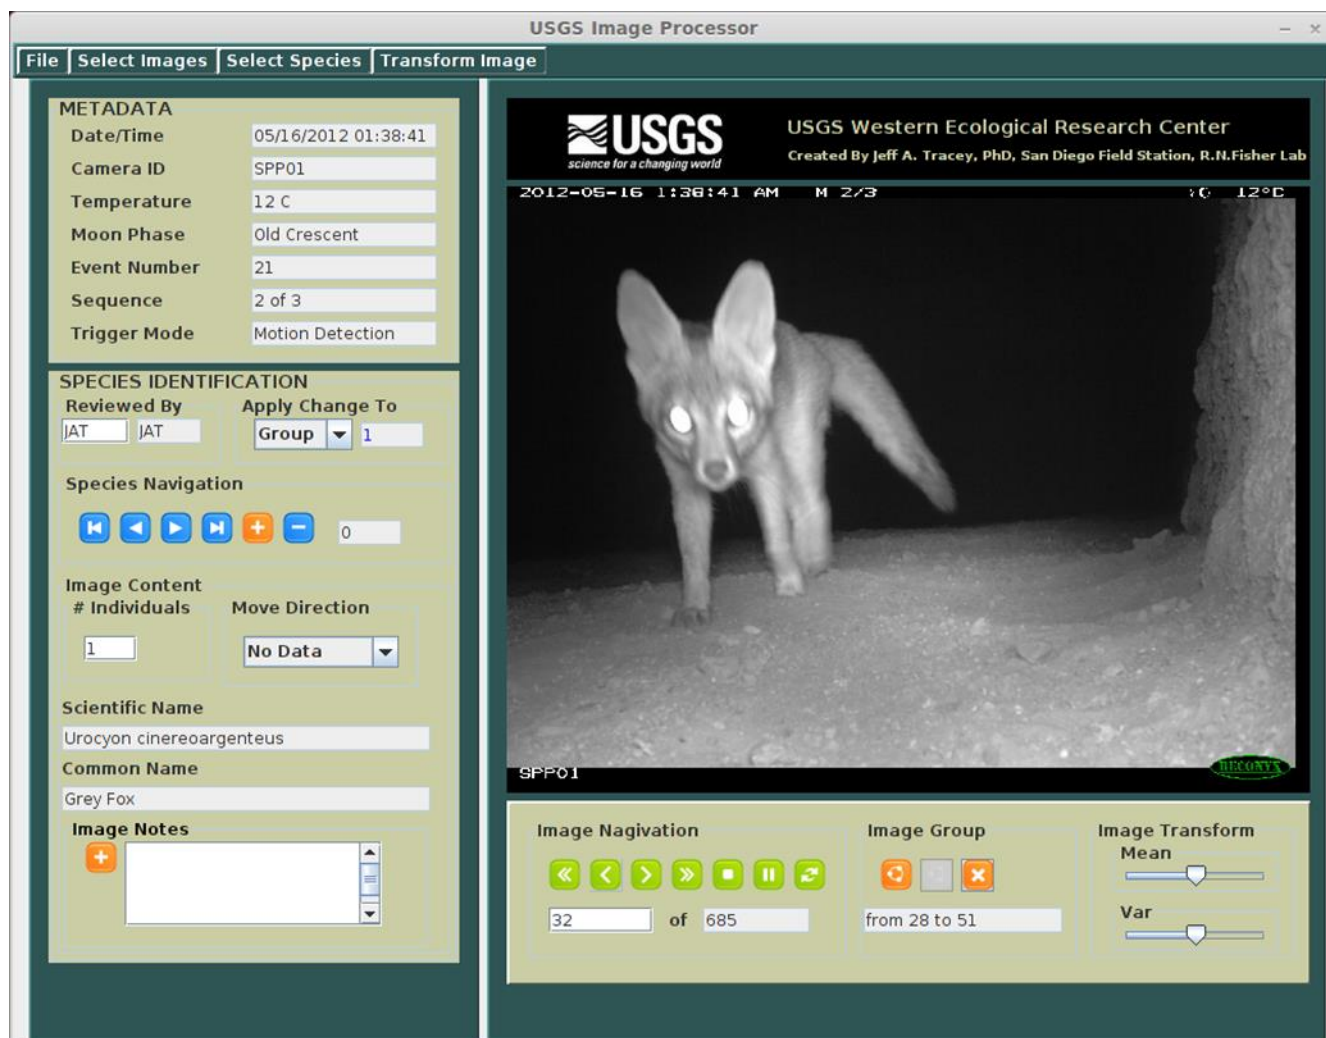 USGS Image Processor
File Select Images Select Species Transform Image
METADATA
Date/Time 05/16/2012 01:38:41
Camera ID SPP01
Temperature 12 C
Moon Phase Old Crescent
Event Number 21
Sequence 2 of 3
Trigger Mode Motion Detection
SPECIES IDENTIFICATION
Reviewed By Apply Change To
JAT JAT Group 1
Species Navigation
0
Image Content
# Individuals Move Direction
1 No Data
Scientific Name
Urocyon cinereoargenteus
Common Name
Grey Fox
Image Notes
USGS
science for a changing world
USGS Western Ecological Research Center
Created By Jeff A. Tracey, PhD, San Diego Field Station, R.N.Fisher Lab
2012-05-16 1:38:41 AM M 2/3 12°C
SPP01
RECONYX
Image Nagivation Image Group Image Transform
Mean
32 of 685 from 28 to 51
Var